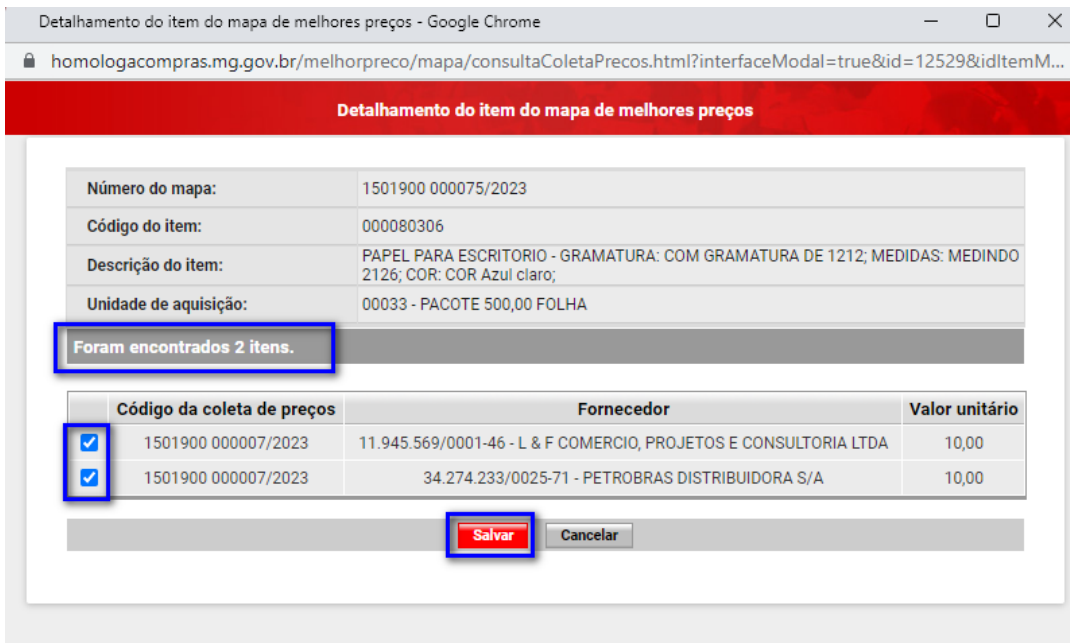 Detalhamento do item do mapa de melhores preços - Google Chrome
homologacompras.mg.gov.br/melhorpreco/mapa/consultaColetaPrecos.html?interfaceModal=true&id=12529&idItemM...
Detalhamento do item do mapa de melhores preços
Número do mapa: 1501900 000075/2023
Código do item: 000080306
Descrição do item: PAPEL PARA ESCRITORIO - GRAMATURA: COM GRAMATURA DE 1212; MEDIDAS: MEDINDO
2126; COR: COR Azul claro;
Unidade de aquisição: 00033 - PACOTE 500,00 FOLHA
Foram encontrados 2 itens.
Código da coleta de preços Fornecedor Valor unitário
1501900 000007/2023 11.945.569/0001-46 - L & F COMERCIO, PROJETOS E CONSULTORIA LTDA 10,00
1501900 000007/2023 34.274.233/0025-71 - PETROBRAS DISTRIBUIDORA S/A 10,00
Salvar Cancelar